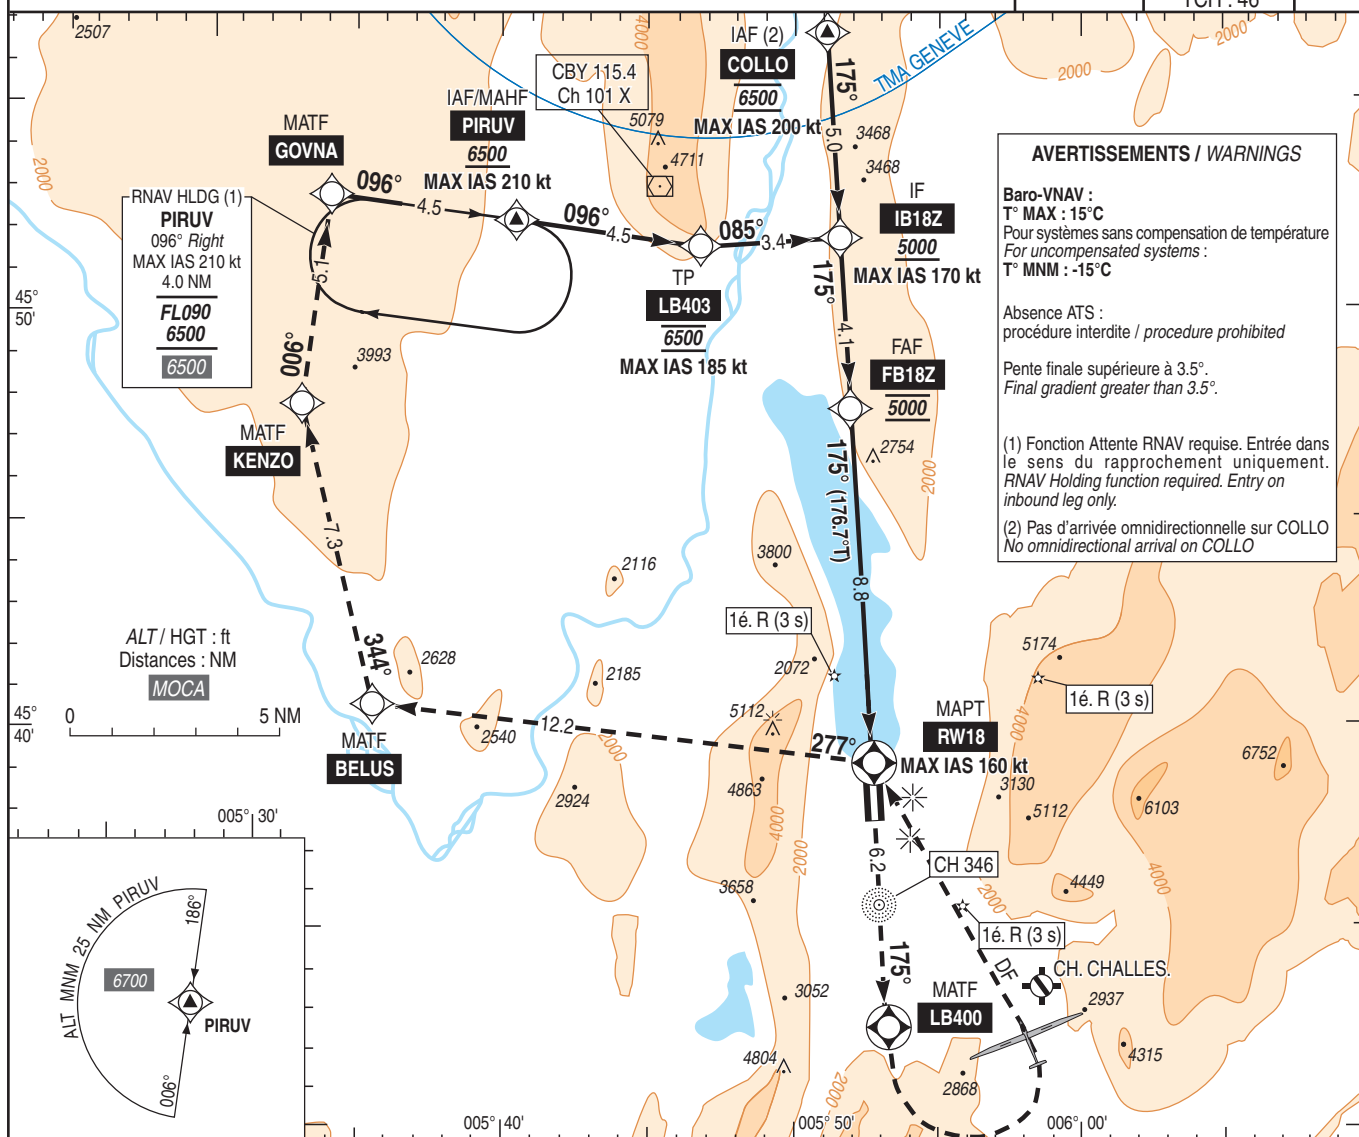 TCH : 46
2507
4000
IAF (2)
COLLO
6500
MAX IAS 200 kt
175°
TMA GENEVE
2000
2000
CBY 115.4
Ch 101 X
IAF/MAHF
PIRUV
6500
MAX IAS 210 kt
5079
4711
5.0
3468
3468
MATF
GOVNA
2000
096°
4.5
096°
4.5
085°
3.4
IF
IB18Z
5000
MAX IAS 170 kt
RNAV HLDG (1)
PIRUV
096° Right
MAX IAS 210 kt
4.0 NM
FL090
6500
6500
5.1
006°
TP
LB403
6500
MAX IAS 185 kt
175°
4.1
45°
50'
3993
FAF
FB18Z
5000
AVERTISSEMENTS / WARNINGS
Baro-VNAV :
T° MAX : 15°C
Pour systèmes sans compensation de température
For uncompensated systems :
T° MNM : -15°C
Absence ATS :
procédure interdite / procedure prohibited
Pente finale supérieure à 3.5°.
Final gradient greater than 3.5°.
(1) Fonction Attente RNAV requise. Entrée dans
le sens du rapprochement uniquement.
RNAV Holding function required. Entry on
inbound leg only.
(2) Pas d'arrivée omnidirectionnelle sur COLLO
No omnidirectional arrival on COLLO
MATF
KENZO
2754
2000
175° (176.7°T)
7.3
2116
3800
8.8
1é. R (3 s)
ALT / HGT : ft
Distances : NM
MOCA
0
5 NM
344°
2628
2185
2072
5174
1é. R (3 s)
4000
45°
40'
MATF
BELUS
2540
12.2
2000
5112
277°
MAPT
RW18
MAX IAS 160 kt
6752
2924
4863
4000
2000
3130
5112
6103
005° 30'
6.2
CH 346
2000
4449
4000
3658
1é. R (3 s)
ALT MNM 25 NM PIRUV
186°
6700
PIRUV
006°
175°
DF
CH. CHALLES.
3052
MATF
LB400
2937
4804
4315
2868
2000
005° 40'
005° 50'
006° 00'